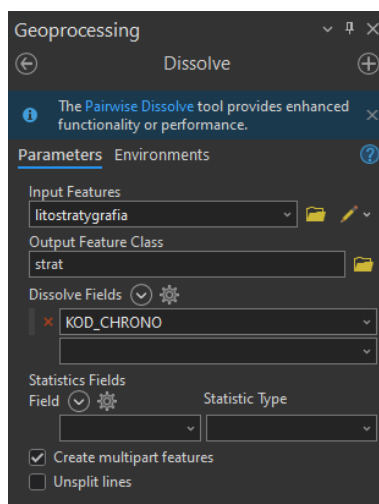 Geoprocessing
Dissolve
The Pairwise Dissolve tool provides enhanced
functionality or performance.
Parameters Environments
Input Features
litostratygrafia
Output Feature Class
strat
Dissolve Fields
KOD_CHRONO
Statistics Fields
Field Statistic Type
Create multipart features
Unsplit lines